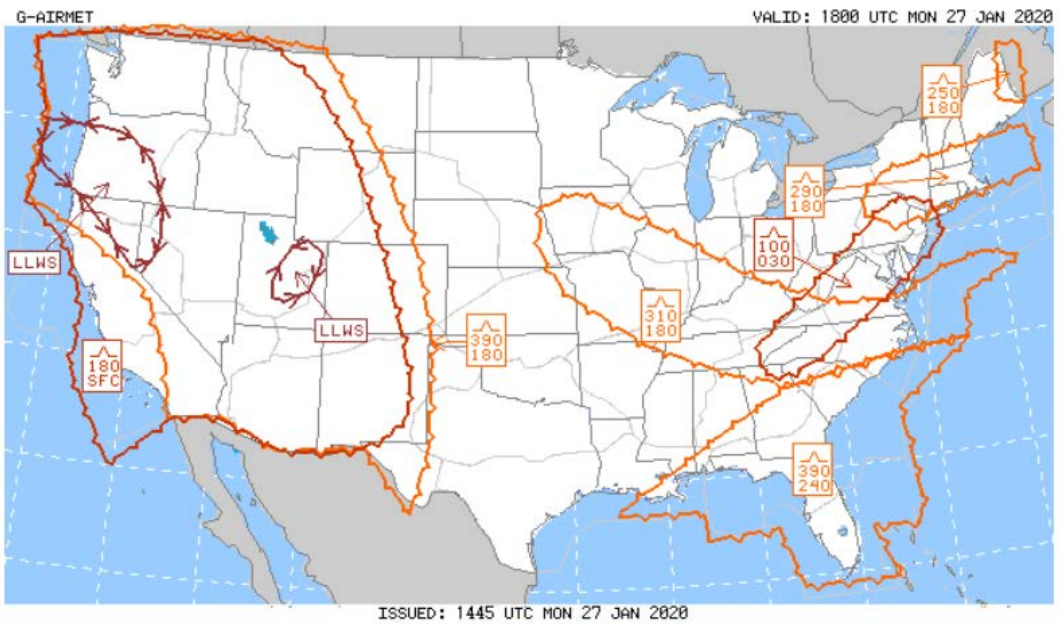 G-AIRMET
VALID: 1800 UTC MON 27 JAN 2020
250
180
290
180
100
030
LLWS
LLWS
310
180
390
180
180
SFC
390
240
ISSUED: 1445 UTC MON 27 JAN 2020